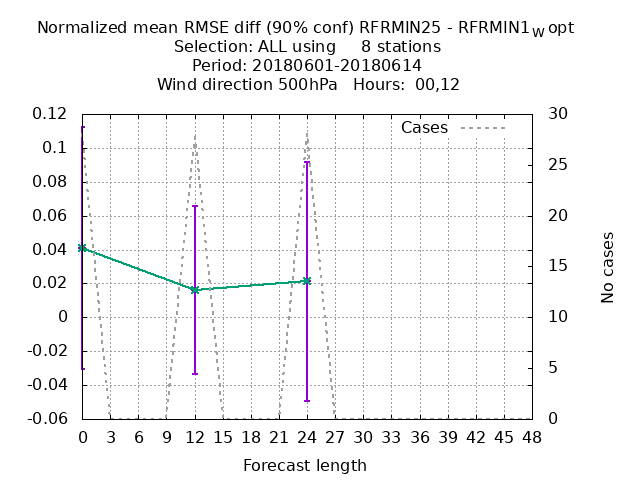 Normalized mean RMSE diff (90% conf) RFRMIN25 - RFRMIN1wopt
Selection: ALL using 8 stations
Period: 20180601-20180614
Wind direction 500hPa Hours: 00,12
Cases
0.12
0.1
0.08
0.06
0.04
0.02
0
-0.02
-0.04
-0.06
30
25
20
15
10
5
0
No cases
0 3 6 9 12 15 18 21 24 27 30 33 36 39 42 45 48
Forecast length